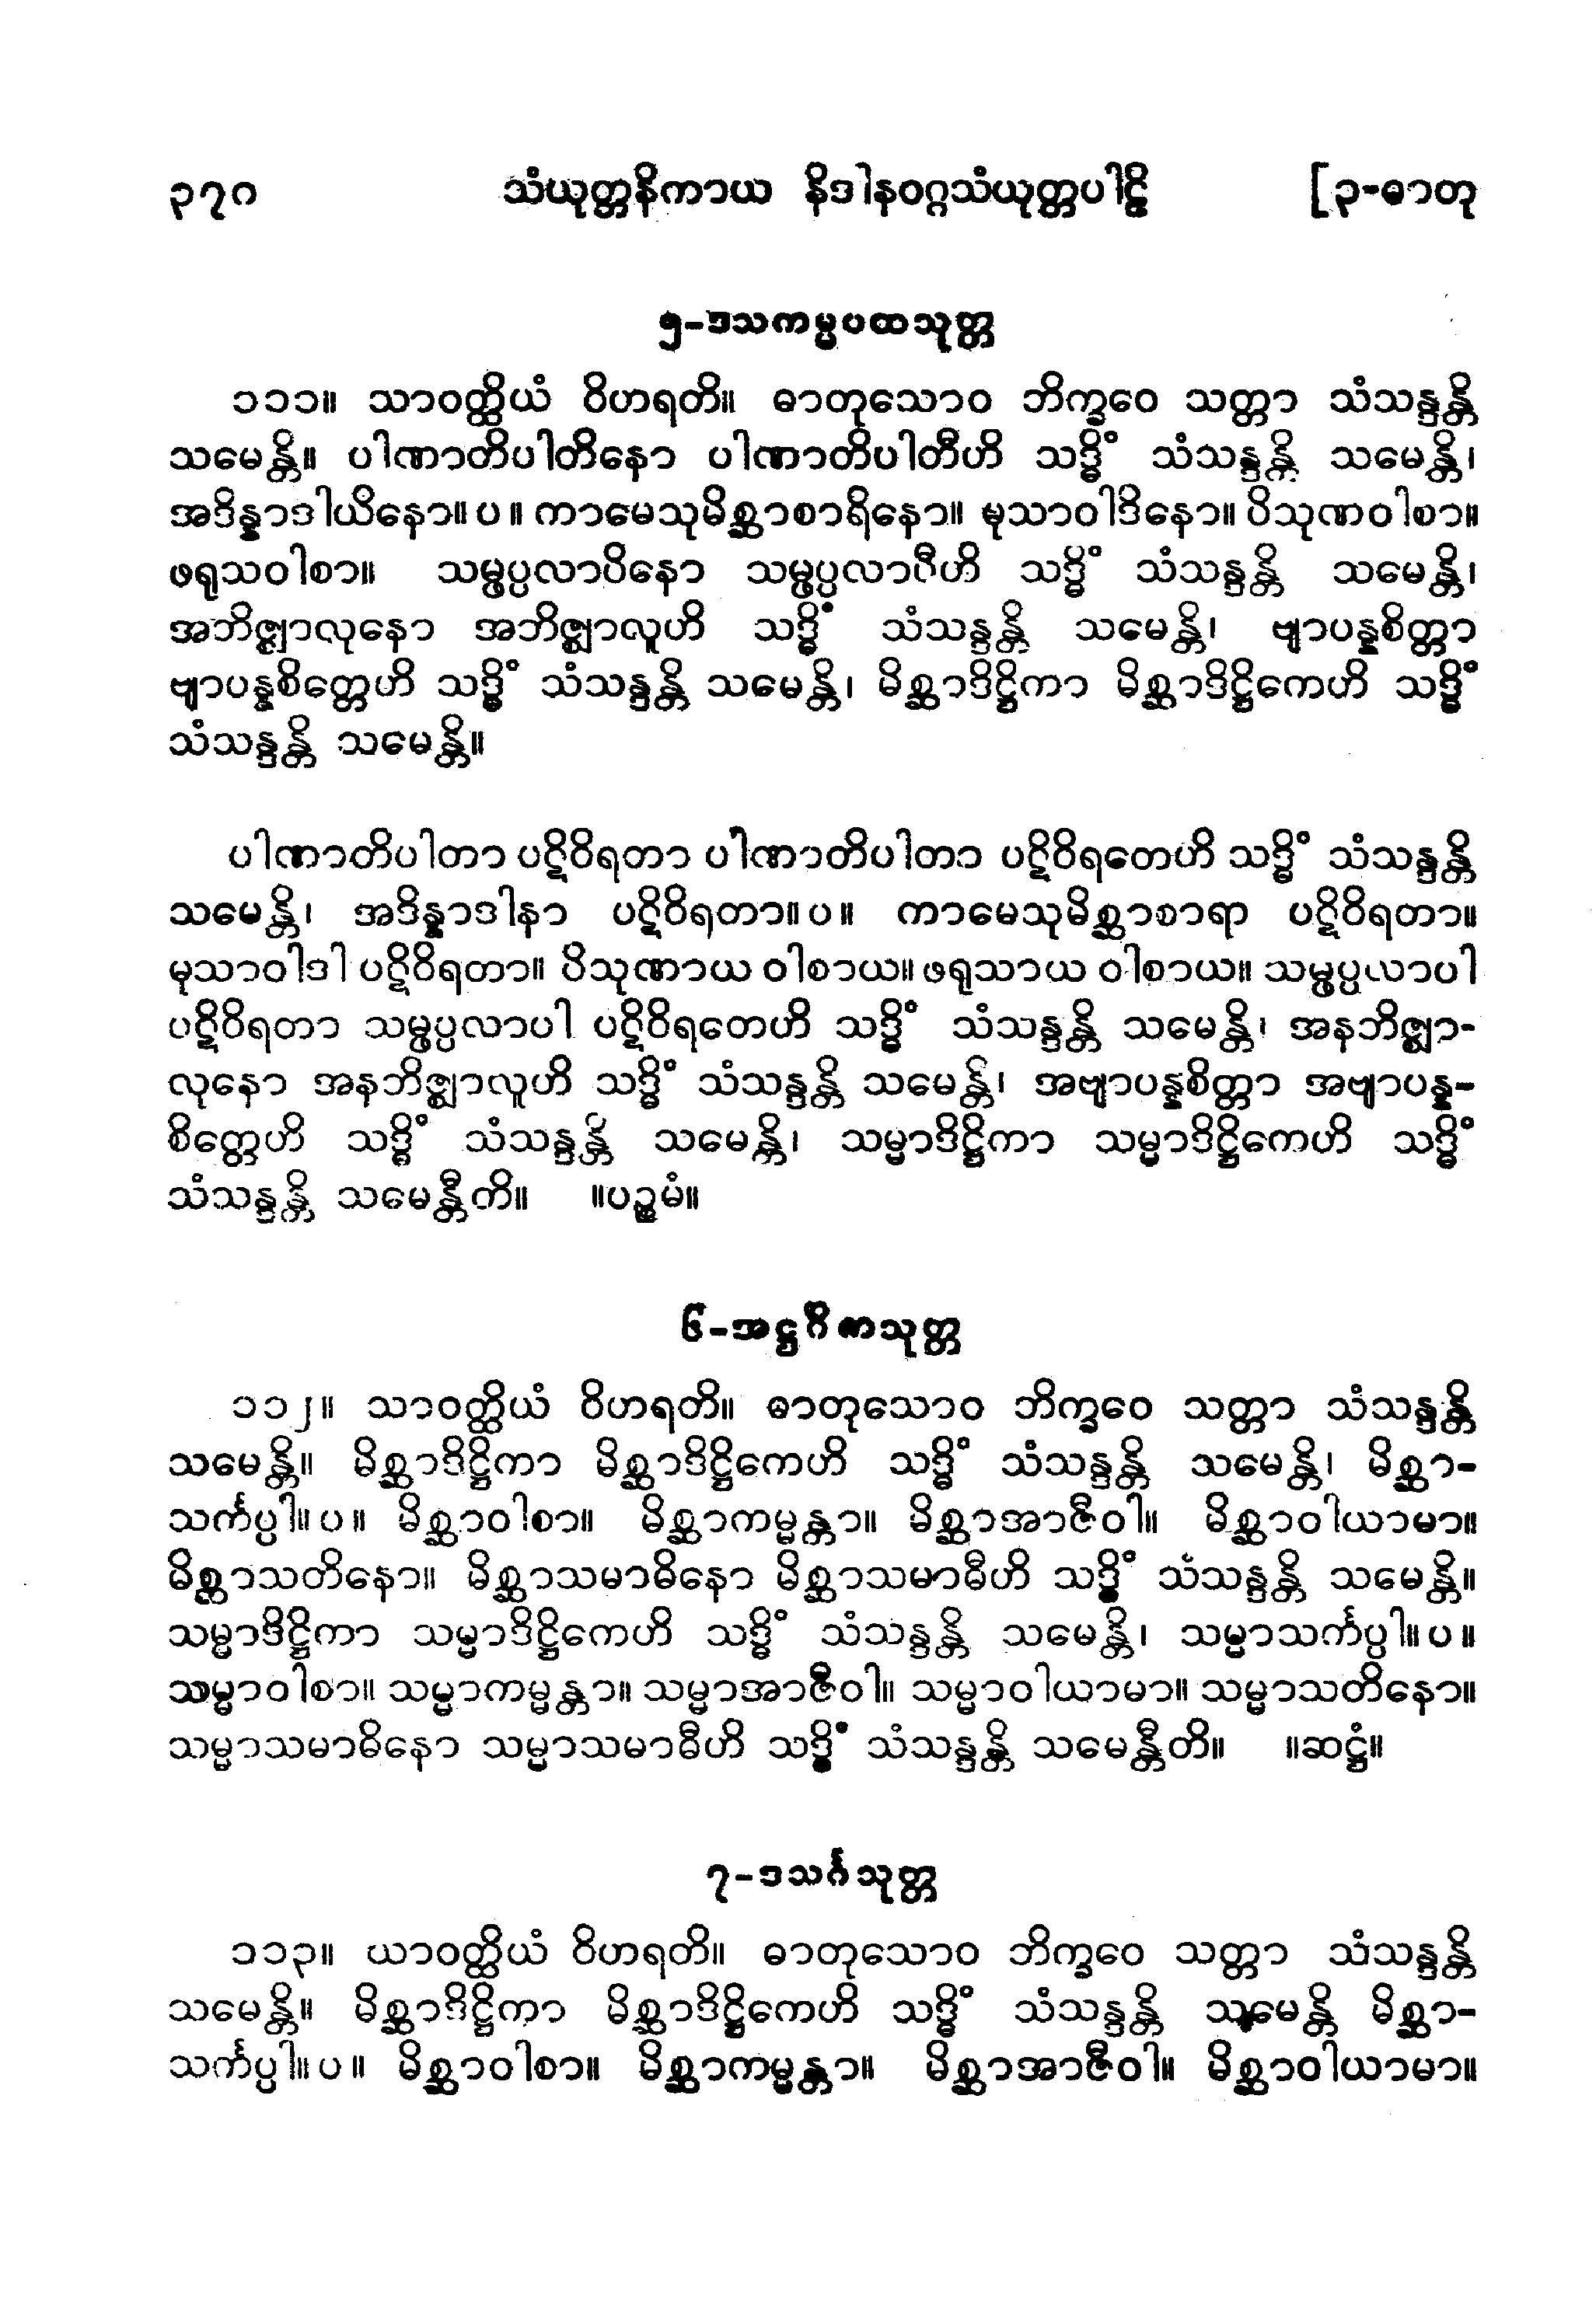 ၃၇၀ သံယုတ္တနိကာယ နိဒါနဝဂ္ဂသံယုတ္တပါဠိ [၃-ဓာတု
၅-ဒသကမ္မပထသုတ္တ
၁၁၁။ သာဝတ္ထိယံ ဝိဟရတိ။ ဓာတုသောဝ ဘိက္ခဝေ သတ္တာ သံသန္ဒန္တိ
သမေန္တိ။ ပါဏာတိပါတိနော ပါဏာတိပါတီဟိ သဒ္ဓိံ သံသန္ဒန္တိ သမေန္တိ၊
အဒိန္နာဒါယိနော။ပ။ ကာမေသုမိစ္ဆာစာရိနော။ မုသာဝါဒိနော။ ပိသုဏဝါစာ။
ဖရုသဝါစာ။ သမ္ဖပ္ပလာပိနော သမ္ဖပ္ပလာပီဟိ သဒ္ဓိံ သံသန္ဒန္တိ သမေန္တိ၊
အဘိဇ္ဈာလုနော အဘိဇ္ဈာလူဟိ သဒ္ဓိံ သံသန္ဒန္တိ သမေန္တိ၊ ဗျာပန္နစိတ္တာ
ဗျာပန္နစိတ္တေဟိ သဒ္ဓိံ သံသန္ဒန္တိ သမေန္တိ၊ မိစ္ဆာဒိဋ္ဌိကာ မိစ္ဆာဒိဋ္ဌိကေဟိ သဒ္ဓိံ
သံသန္ဒန္တိ သမေန္တိ။
ပါဏာတိပါတာ ပဋိဝိရတာ ပါဏာတိပါတာ ပဋိဝိရတေဟိ သဒ္ဓိံ သံသန္ဒန္တိ
သမေန္တိ၊ အဒိန္နာဒါနာ ပဋိဝိရတာ။ပ။ ကာမေသုမိစ္ဆာစာရာ ပဋိဝိရတာ။
မုသာဝါဒါ ပဋိဝိရတာ။ ပိသုဏာယ ဝါစာယ။ ဖရုသာယ ဝါစာယ။ သမ္ဖပ္ပလာပါ
ပဋိဝိရတာ သမ္ဖပ္ပလာပါ ပဋိဝိရတေဟိ သဒ္ဓိံ သံသန္ဒန္တိ သမေန္တိ၊ အနဘိဇ္ဈာ-
လုနော အနဘိဇ္ဈာလူဟိ သဒ္ဓိံ သံသန္ဒန္တိ သမေန္တိ၊ အဗျာပန္နစိတ္တာ အဗျာပန္န-
စိတ္တေဟိ သဒ္ဓိံ သံသန္ဒန္တိ သမေန္တိ၊ သမ္မာဒိဋ္ဌိကာ သမ္မာဒိဋ္ဌိကေဟိ သဒ္ဓိံ
သံသန္ဒန္တိ သမေန္တီတိ။ ။ပဉ္စမံ။
၆-အဋ္ဌင်္ဂိကသုတ္တ
၁၁၂။ သာဝတ္ထိယံ ဝိဟရတိ။ ဓာတုသောဝ ဘိက္ခဝေ သတ္တာ သံသန္ဒန္တိ
သမေန္တိ။ မိစ္ဆာဒိဋ္ဌိကာ မိစ္ဆာဒိဋ္ဌိကေဟိ သဒ္ဓိံ သံသန္ဒန္တိ သမေန္တိ၊ မိစ္ဆာ-
သင်္ကပ္ပါ။ပ။ မိစ္ဆာဝါစာ။ မိစ္ဆာကမ္မန္တာ။ မိစ္ဆာအာဇီဝါ။ မိစ္ဆာဝါယာမာ။
မိစ္ဆာသတိနော။ မိစ္ဆာသမာဓိနော မိစ္ဆာသမာဓီဟိ သဒ္ဓိံ သံသန္ဒန္တိ သမေန္တိ။
သမ္မာဒိဋ္ဌိကာ သမ္မာဒိဋ္ဌိကေဟိ သဒ္ဓိံ သံသန္ဒန္တိ သမေန္တိ၊ သမ္မာသင်္ကပ္ပါ။ပ။
သမ္မာဝါစာ။ သမ္မာကမ္မန္တာ။ သမ္မာအာဇီဝါ။ သမ္မာဝါယာမာ။ သမ္မာသတိနော။
သမ္မာသမာဓိနော သမ္မာသမာဓီဟိ သဒ္ဓိံ သံသန္ဒန္တိ သမေန္တီတိ။ ။ဆဋ္ဌံ။
၇-ဒသင်္ဂသုတ္တ
၁၁၃။ ယာဝတ္ထိယံ ဝိဟရတိ။ ဓာတုသောဝ ဘိက္ခဝေ သတ္တာ သံသန္ဒန္တိ
သမေန္တိ။ မိစ္ဆာဒိဋ္ဌိကာ မိစ္ဆာဒိဋ္ဌိကေဟိ သဒ္ဓိံ သံသန္ဒန္တိ သမေန္တိ မိစ္ဆာ-
သင်္ကပ္ပါ။ပ။ မိစ္ဆာဝါစာ။ မိစ္ဆာကမ္မန္တာ။ မိစ္ဆာအာဇီဝါ။ မိစ္ဆာဝါယာမာ။